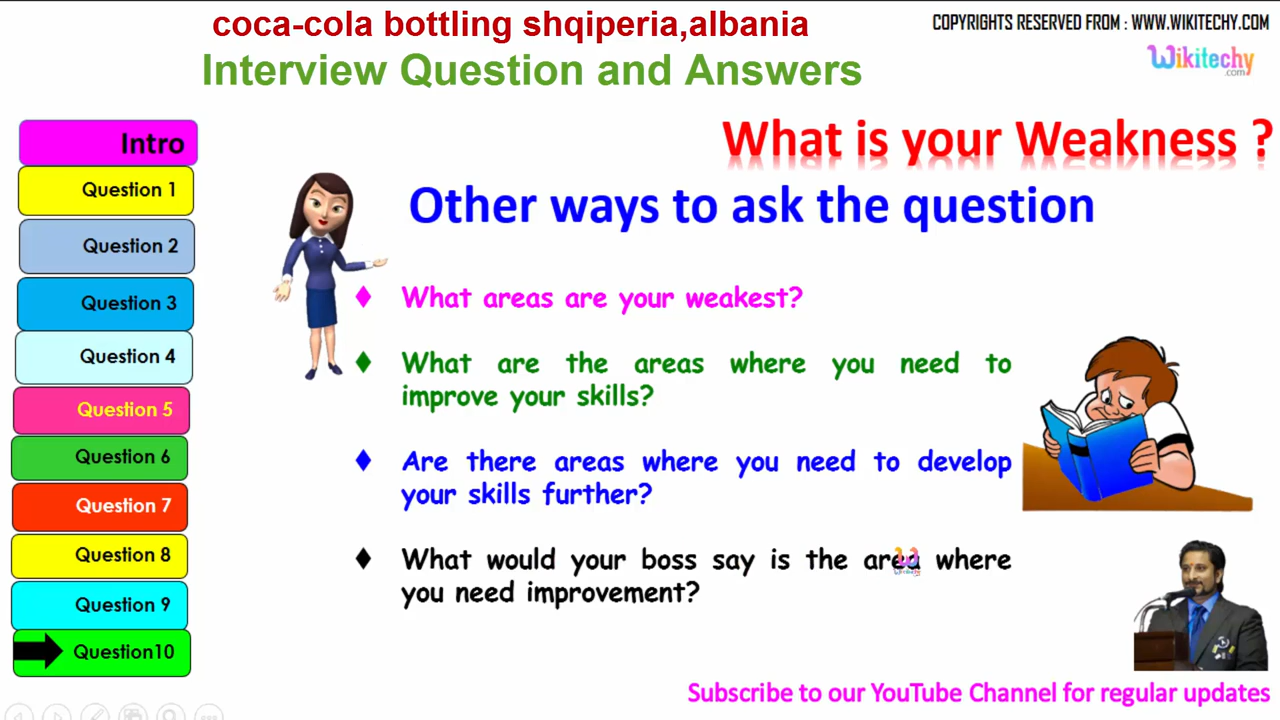 coca-cola bottling shqiperia,albania
COPYRIGHTS RESERVED FROM : WWW.WIKITECHY.COM
Interview Question and Answers
Wikitechy
.com
What is your Weakness ?
Other ways to ask the question
Intro
Question 1
Question 2
Question 3
Question 4
Question 5
Question 6
Question 7
Question 8
Question 9
Question10
What areas are your weakest?
What are the areas where you need to
improve your skills?
Are there areas where you need to develop
your skills further?
What would your boss say is the area where
you need improvement?
Subscribe to our YouTube Channel for regular updates